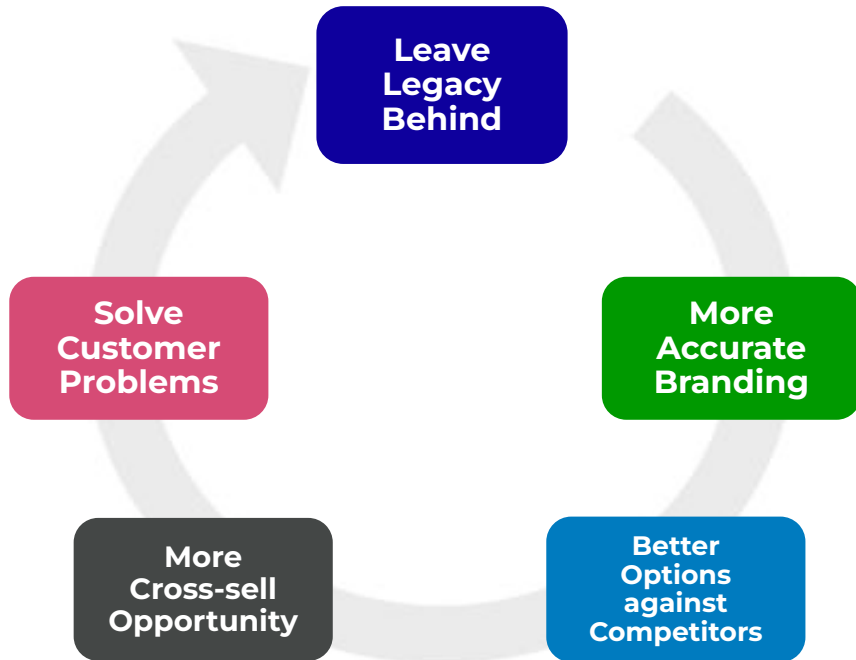 Leave
Legacy
Behind
More
Accurate
Branding
Better
Options
against
Competitors
More
Cross-sell
Opportunity
Solve
Customer
Problems